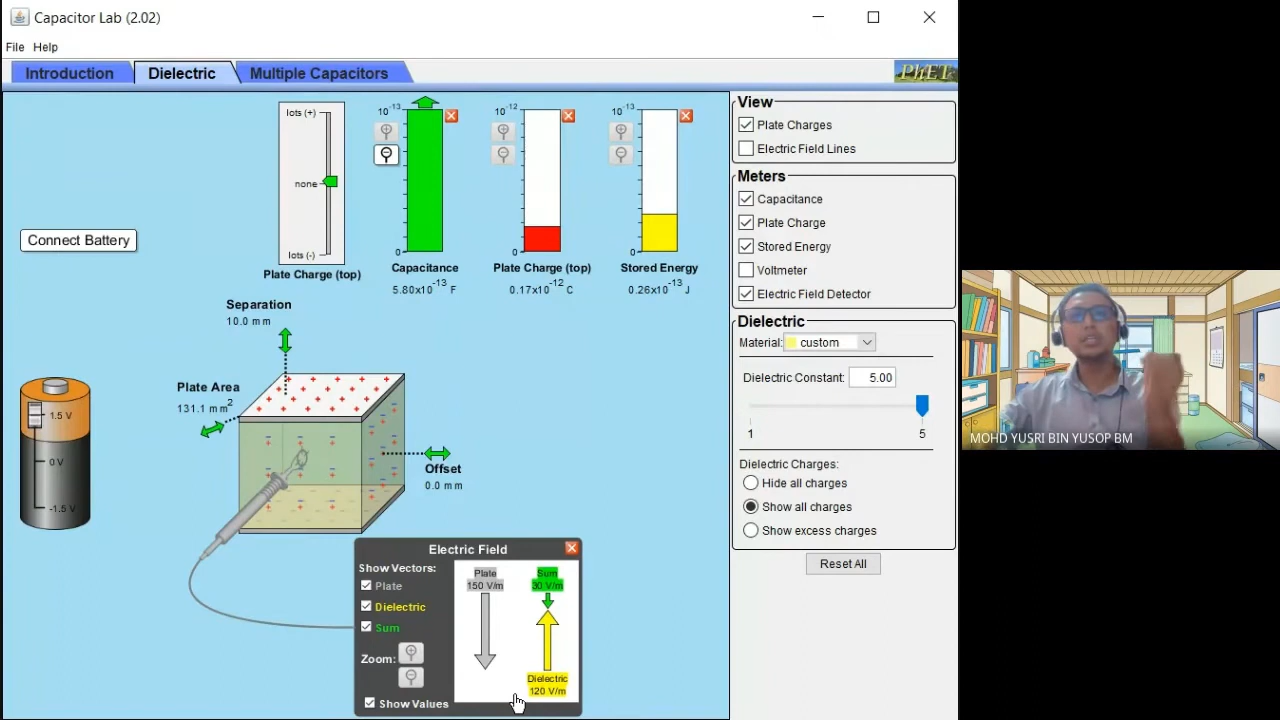 Capacitor Lab (2.02)
File Help
Introduction
Dielectric
Multiple Capacitors
PhET
lots (+)
none
lots (-)
Plate Charge (top)
10-13
0
Capacitance
5.80x10-13 F
10-12
0
Plate Charge (top)
0.17x10-12 C
10-13
0
Stored Energy
0.26x10-13 J
Connect Battery
Separation
10.0 mm
Plate Area
131.1 mm2
Offset
0.0 mm
1.5 V
0 V
-1.5 V
Electric Field
Show Vectors:
Plate
Dielectric
Sum
Zoom:
Show Values
Plate
150 V/m
Sum
30 V/m
Dielectric
120 V/m
View
Plate Charges
Electric Field Lines
Meters
Capacitance
Plate Charge
Stored Energy
Voltmeter
Electric Field Detector
Dielectric
Material: custom
Dielectric Constant: 5.00
1 5
Dielectric Charges:
Hide all charges
Show all charges
Show excess charges
Reset All
MOHD YUSRI BIN YUSOP BM